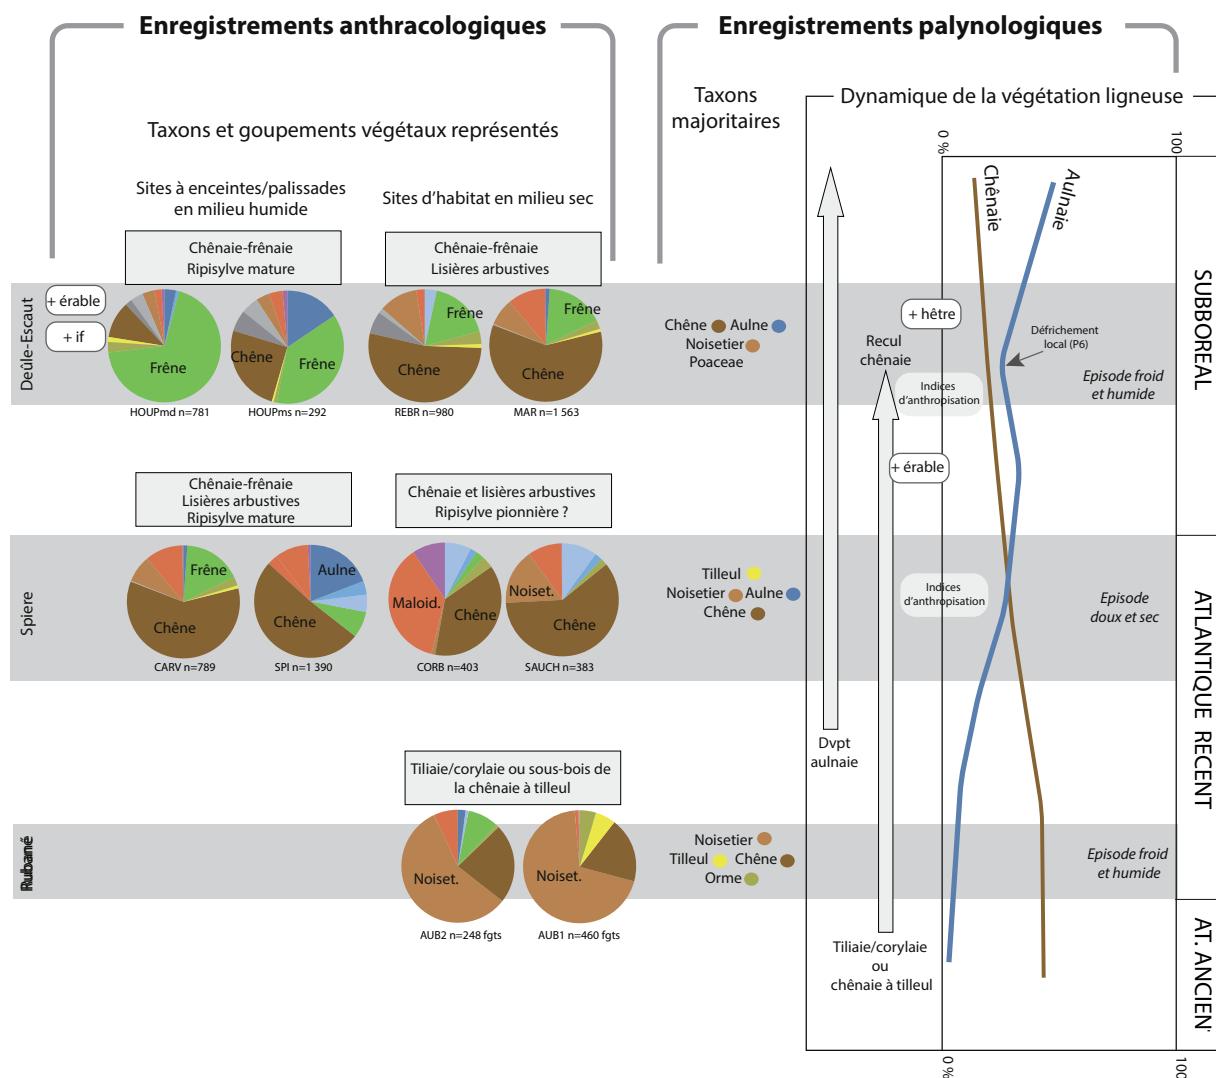 Enregistrements anthracologiques
Enregistrements palynologiques
Taxons et goupements végétaux représentés
Taxons
majoritaires
Dynamique de la végétation ligneuse
0 %
100
Sites à enceintes/palissades
en milieu humide
Sites d'habitat en milieu sec
Chênaie
Aulnaie
Chênaie-frênaie
Ripisylve mature
Chênaie-frênaie
Lisières arbustives
SUBBOREAL
Deûle-Escaut
+ érable
+ if
Frêne
HOUPmd n=781
Chêne
Frêne
HOUPms n=292
Frêne
Chêne
REBR n=980
Frêne
Chêne
MAR n=1 563
Chêne
Aulne
Noisetier
Poaceae
Recul
chênaie
+ hêtre
Défrichement
local (P6)
Indices
d'anthropisation
Episode froid
et humide
+ érable
Chênaie-frênaie
Lisières arbustives
Ripisylve mature
Chênaie et lisières arbustives
Ripisylve pionnière ?
Spiere
Frêne
Chêne
CARV n=789
Aulne
Chêne
SPI n=1 390
Maloid.
Chêne
CORB n=403
Noiset.
Chêne
SAUCH n=383
Tilleul
Noisetier
Aulne
Chêne
Indices
d'anthropisation
Episode
doux et sec
ATLANTIQUE RECENT
Dvpt
aulnaie
Tiliaie/corylaie ou sous-bois de
la chênaie à tilleul
Rubané
Noiset.
AUB2 n=248 fgts
Noiset.
AUB1 n=460 fgts
Noisetier
Tilleul
Chêne
Orme
Episode froid
et humide
Tiliaie/corylaie
ou
chênaie à tilleul
AT. ANCIEN
0 %
100